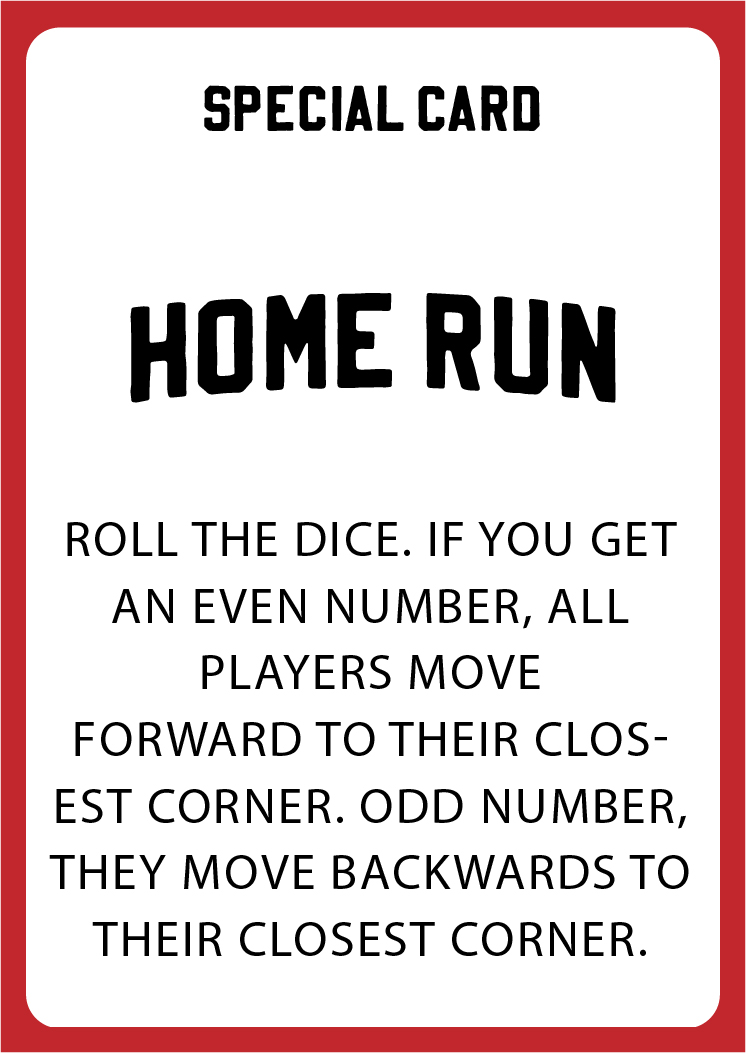 SPECIAL CARD
HOME RUN
ROLL THE DICE. IF YOU GET
AN EVEN NUMBER, ALL
PLAYERS MOVE
FORWARD TO THEIR CLOS-
EST CORNER. ODD NUMBER,
THEY MOVE BACKWARDS TO
THEIR CLOSEST CORNER.